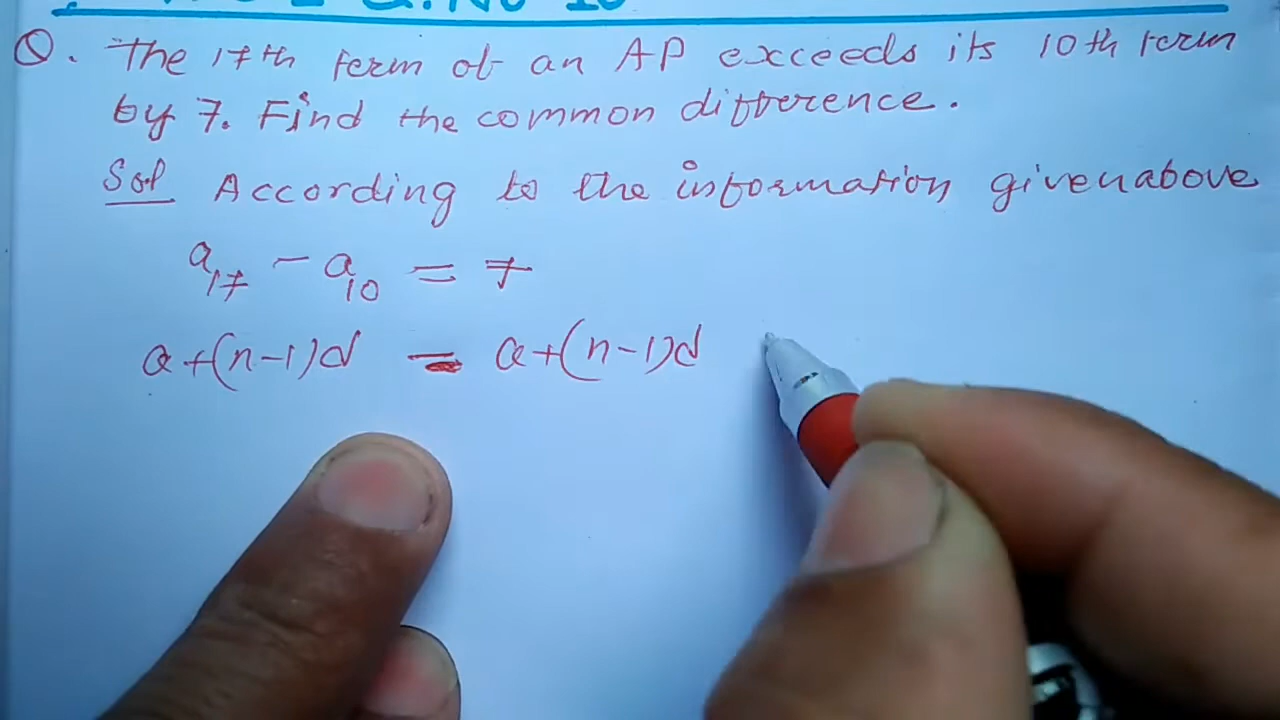 Q. The 17th term of an AP exceeds its 10th term
by 7. Find the common difference.
Sol According to the information given above
a17 - a10 = 7
a+(n-1)d - a+(n-1)d